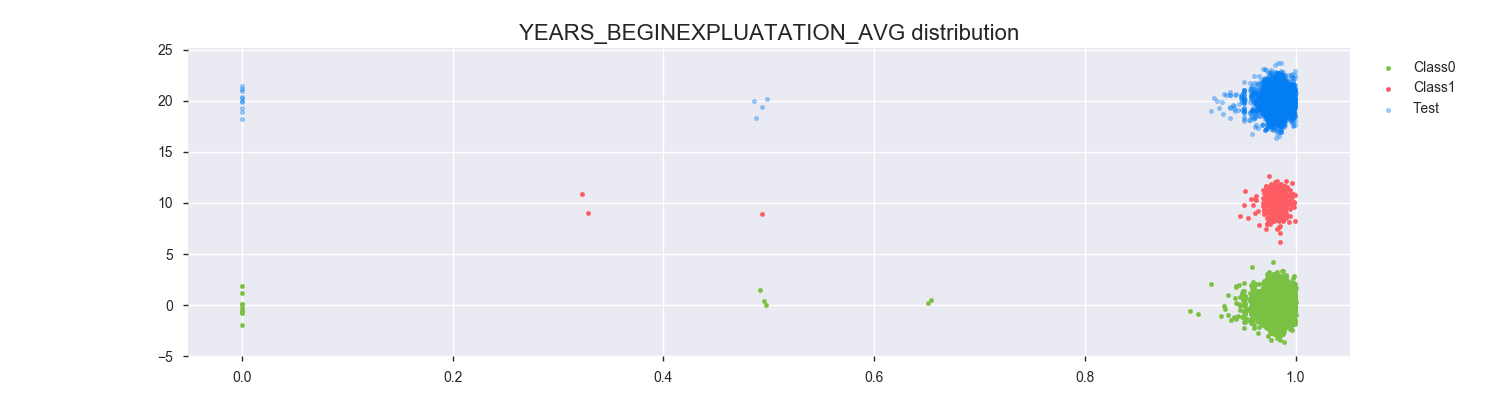 YEARS_BEGINEXPLUATATION_AVG distribution
25
20
15
10
5
0
−5
0.0 0.2 0.4 0.6 0.8 1.0
Class0
Class1
Test